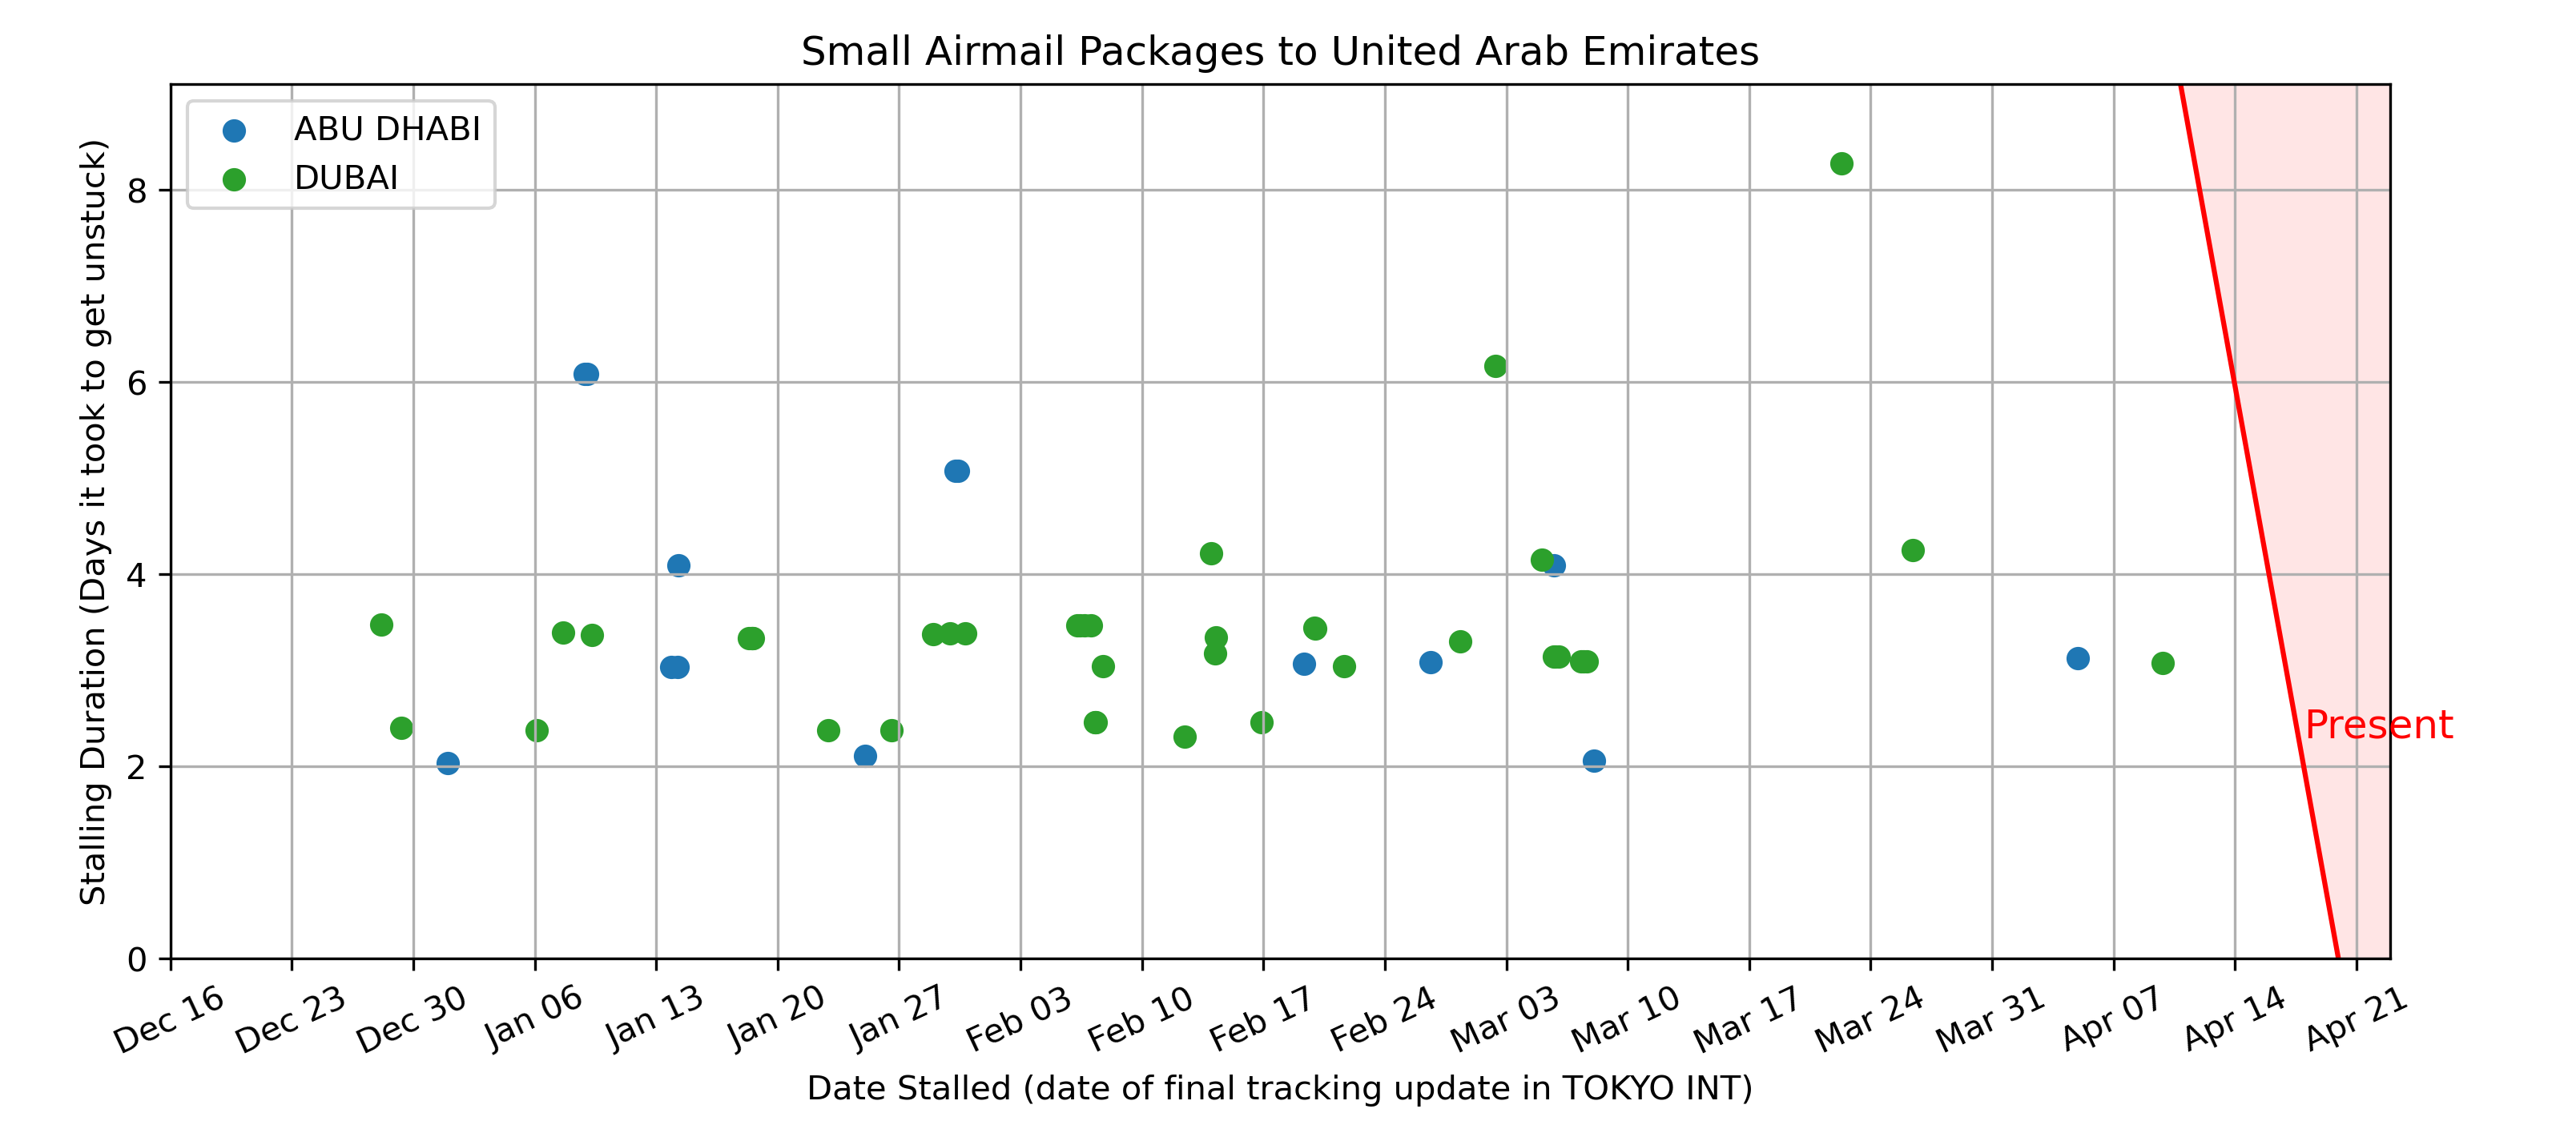 Small Airmail Packages to United Arab Emirates
ABU DHABI
DUBAI
Stalling Duration (Days it took to get unstuck)
8
6
4
2
0
Present
Dec 16
Dec 23
Dec 30
Jan 06
Jan 13
Jan 20
Jan 27
Feb 03
Feb 10
Feb 17
Feb 24
Mar 03
Mar 10
Mar 17
Mar 24
Mar 31
Apr 07
Apr 14
Apr 21
Date Stalled (date of final tracking update in TOKYO INT)